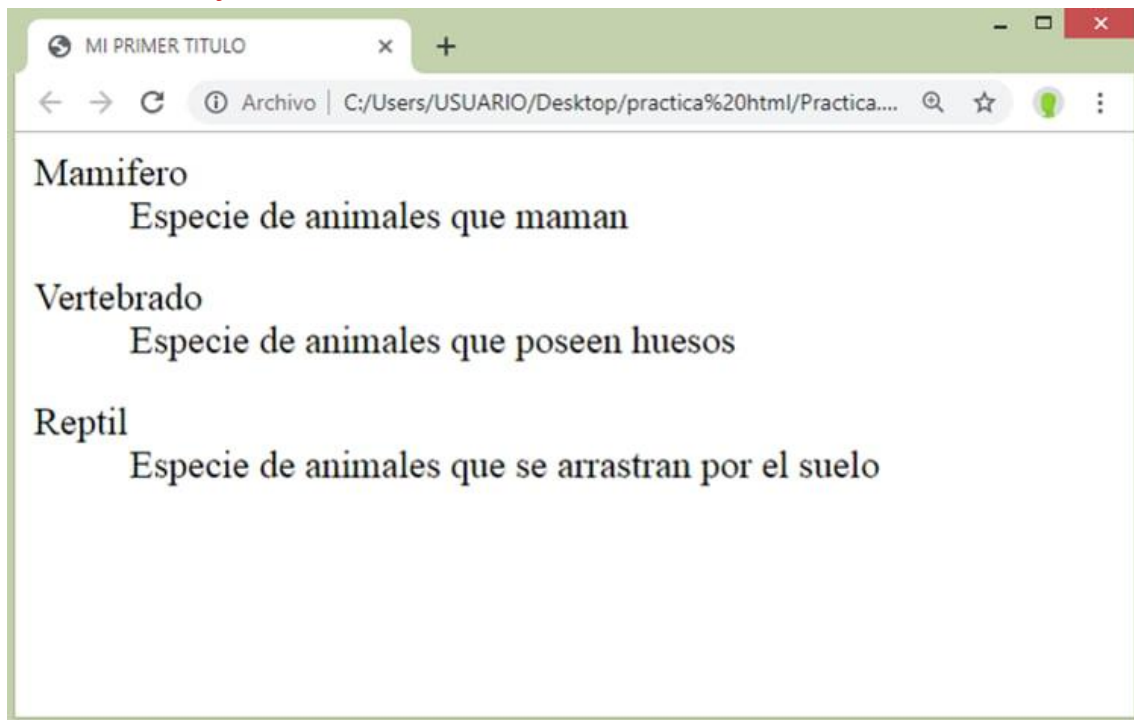 MI PRIMER TITULO
Archivo | C:/Users/USUARIO/Desktop/practica%20html/Practica....
Mamifero
Especie de animales que maman
Vertebrado
Especie de animales que poseen huesos
Reptil
Especie de animales que se arrastran por el suelo